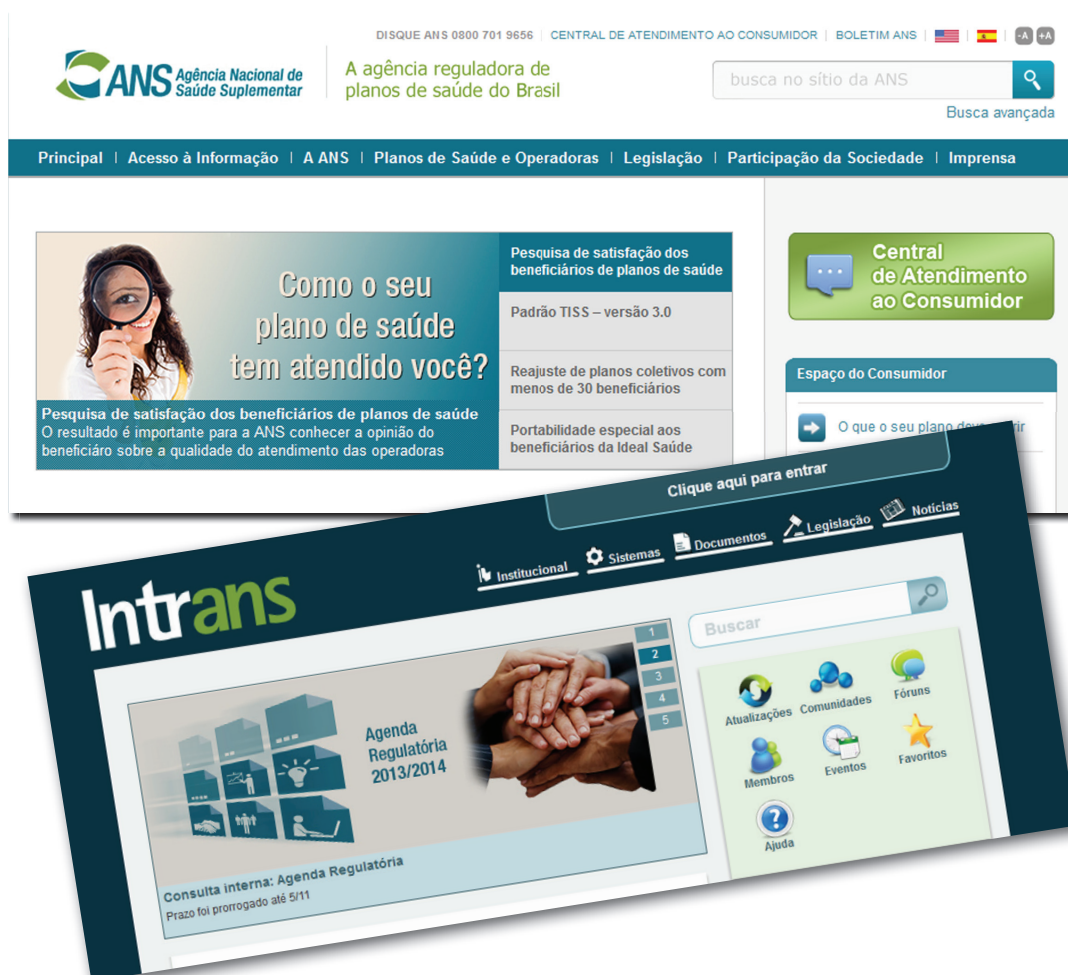 DISQUE ANS 0800 701 9656 | CENTRAL DE ATENDIMENTO AO CONSUMIDOR | BOLETIM ANS | | | -A +A
ANS Agência Nacional de
Saúde Suplementar
A agência reguladora de
planos de saúde do Brasil
busca no sítio da ANS
Busca avançada
Principal | Acesso à Informação | A ANS | Planos de Saúde e Operadoras | Legislação | Participação da Sociedade | Imprensa
Como o seu
plano de saúde
tem atendido você?
Pesquisa de satisfação dos beneficiários de planos de saúde
O resultado é importante para a ANS conhecer a opinião do
beneficiáro sobre a qualidade do atendimento das operadoras
Pesquisa de satisfação dos
beneficiários de planos de saúde
Padrão TISS – versão 3.0
Reajuste de planos coletivos com
menos de 30 beneficiários
Portabilidade especial aos
beneficiários da Ideal Saúde
Central
de Atendimento
ao Consumidor
Espaço do Consumidor
O que o seu plano
Clique aqui para entrar
Intrans
Institucional
Sistemas
Documentos
Legislação
Notícias
Buscar
1
2
3
4
5
Agenda
Regulatória
2013/2014
Consulta interna: Agenda Regulatória
Prazo foi prorrogado até 5/11
Atualizações
Comunidades
Fóruns
Membros
Eventos
Favoritos
Ajuda